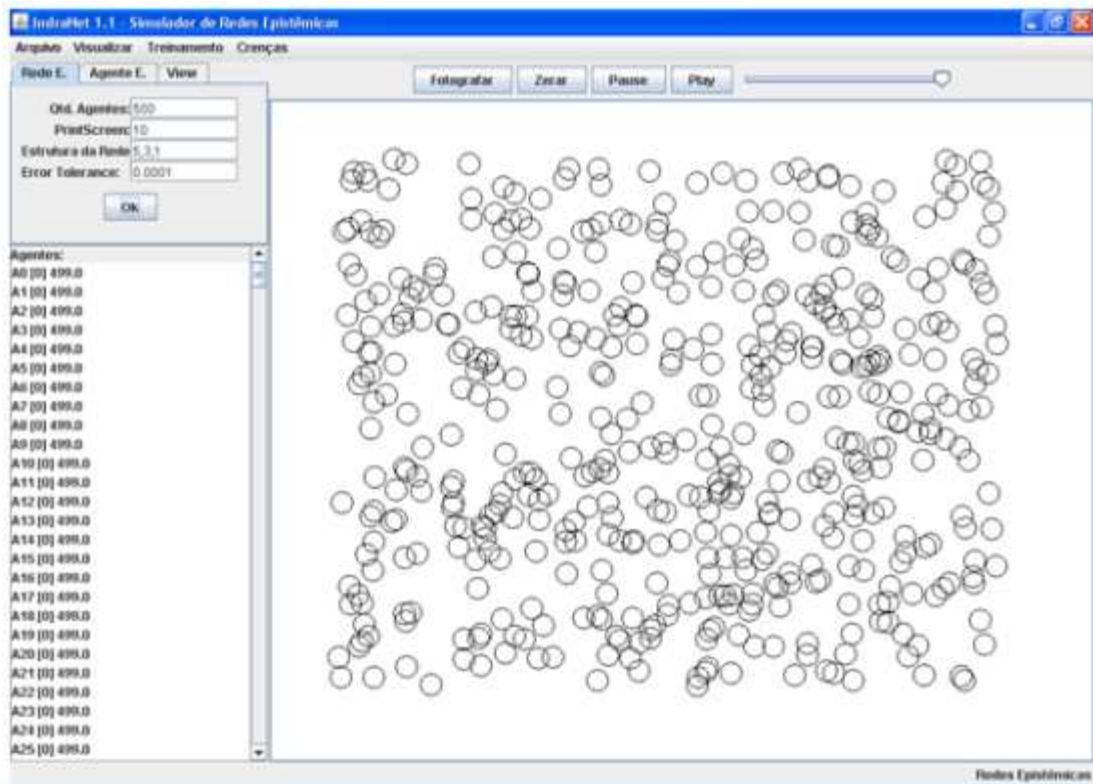 IndraNet 1.1 - Simulador de Redes Epistêmicas
Arquivo Visualizar Treinamento Crenças
Rede E. Agente E. View
Fotografar Zerar Pause Play
Qtd. Agentes: 500
PrintScreen: 10
Estrutura da Rede 5,3,1
Error Tolerance: 0.0001
Ok
Agentes:
A0 [0] 499.0
A1 [0] 499.0
A2 [0] 499.0
A3 [0] 499.0
A4 [0] 499.0
A5 [0] 499.0
A6 [0] 499.0
A7 [0] 499.0
A8 [0] 499.0
A9 [0] 499.0
A10 [0] 499.0
A11 [0] 499.0
A12 [0] 499.0
A13 [0] 499.0
A14 [0] 499.0
A15 [0] 499.0
A16 [0] 499.0
A17 [0] 499.0
A18 [0] 499.0
A19 [0] 499.0
A20 [0] 499.0
A21 [0] 499.0
A22 [0] 499.0
A23 [0] 499.0
A24 [0] 499.0
A25 [0] 499.0
Redes Epistêmicas